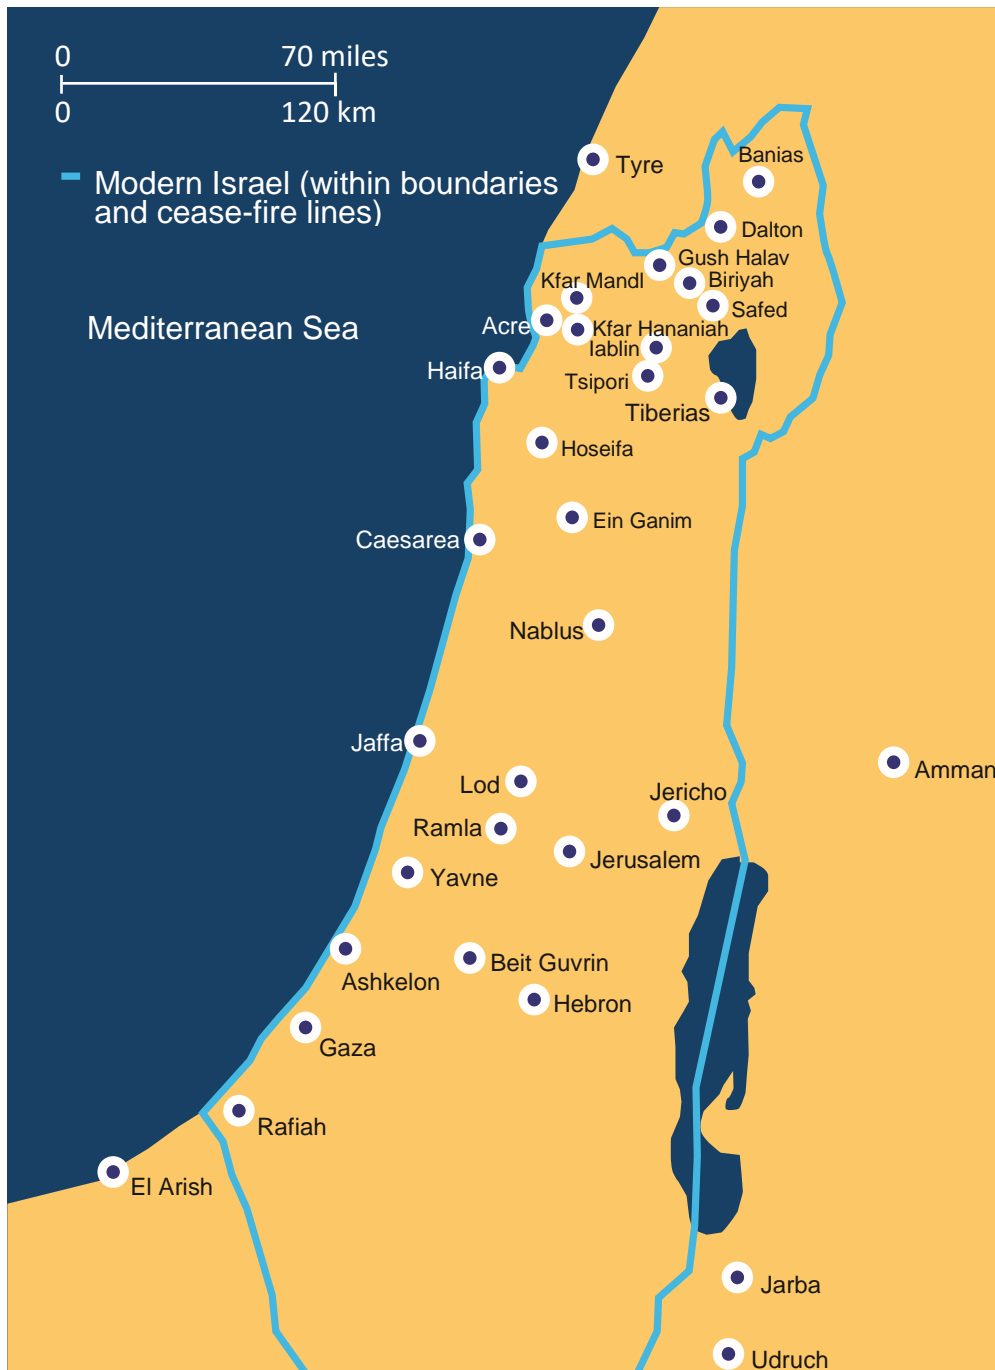 0 70 miles
0 120 km
Modern Israel (within boundaries
and cease-fire lines)
Mediterranean Sea
Tyre
Banias
Dalton
Gush Halav
Kfar Mandl
Biriyah
Safed
Acre
Kfar Hananiah
Iablin
Haifa
Tsipori
Tiberias
Hoseifa
Ein Ganim
Caesarea
Nablus
Jaffa
Amman
Lod
Jericho
Ramla
Jerusalem
Yavne
Beit Guvrin
Ashkelon
Hebron
Gaza
Rafiah
El Arish
Jarba
Udruch